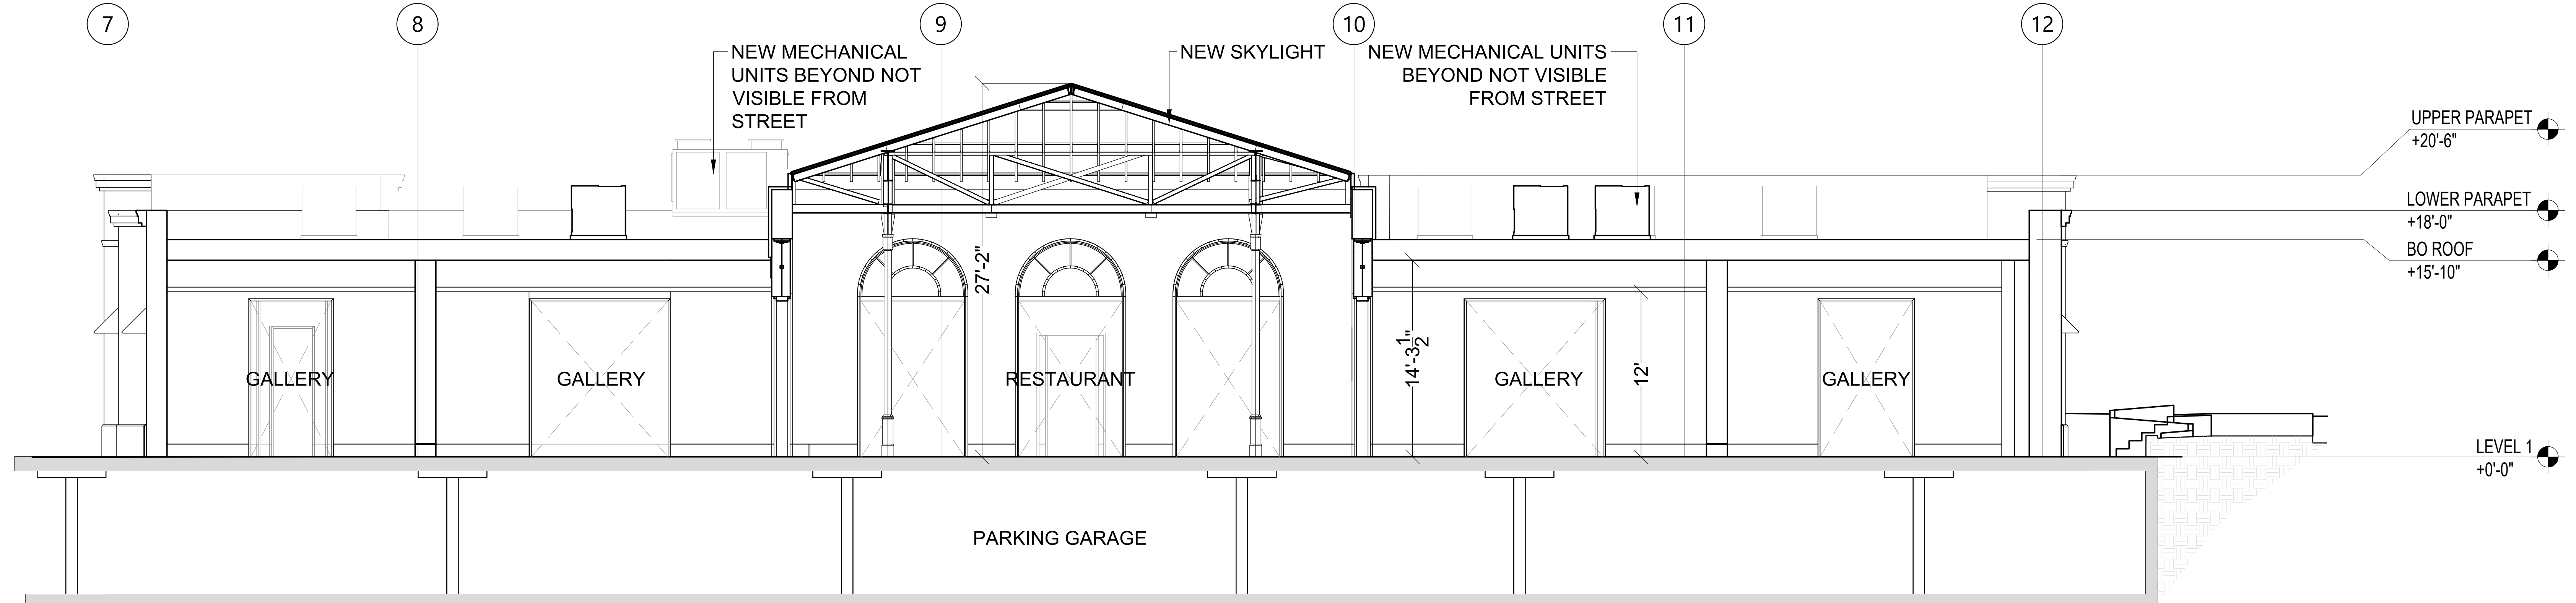 7
8
9
10
11
12
NEW MECHANICAL
UNITS BEYOND NOT
VISIBLE FROM
STREET
NEW SKYLIGHT
NEW MECHANICAL UNITS
BEYOND NOT VISIBLE
FROM STREET
UPPER PARAPET
+20'-6"
LOWER PARAPET
+18'-0"
BO ROOF
+15'-10"
27'-2"
14'-3 1/2"
12'
GALLERY
GALLERY
RESTAURANT
GALLERY
GALLERY
LEVEL 1
+0'-0"
PARKING GARAGE